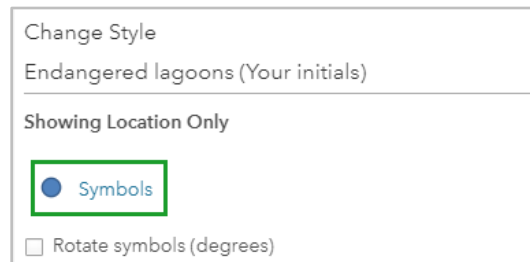 Change Style
Endangered lagoons (Your initials)
Showing Location Only
Symbols
Rotate symbols (degrees)